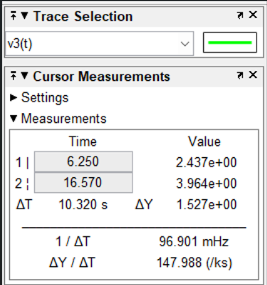 Trace Selection
v3(t)
Cursor Measurements
Settings
Measurements
Time Value
1 | 6.250 2.437e+00
2 ¦ 16.570 3.964e+00
ΔT 10.320 s ΔY 1.527e+00
1 / ΔT 96.901 mHz
ΔY / ΔT 147.988 (/ks)